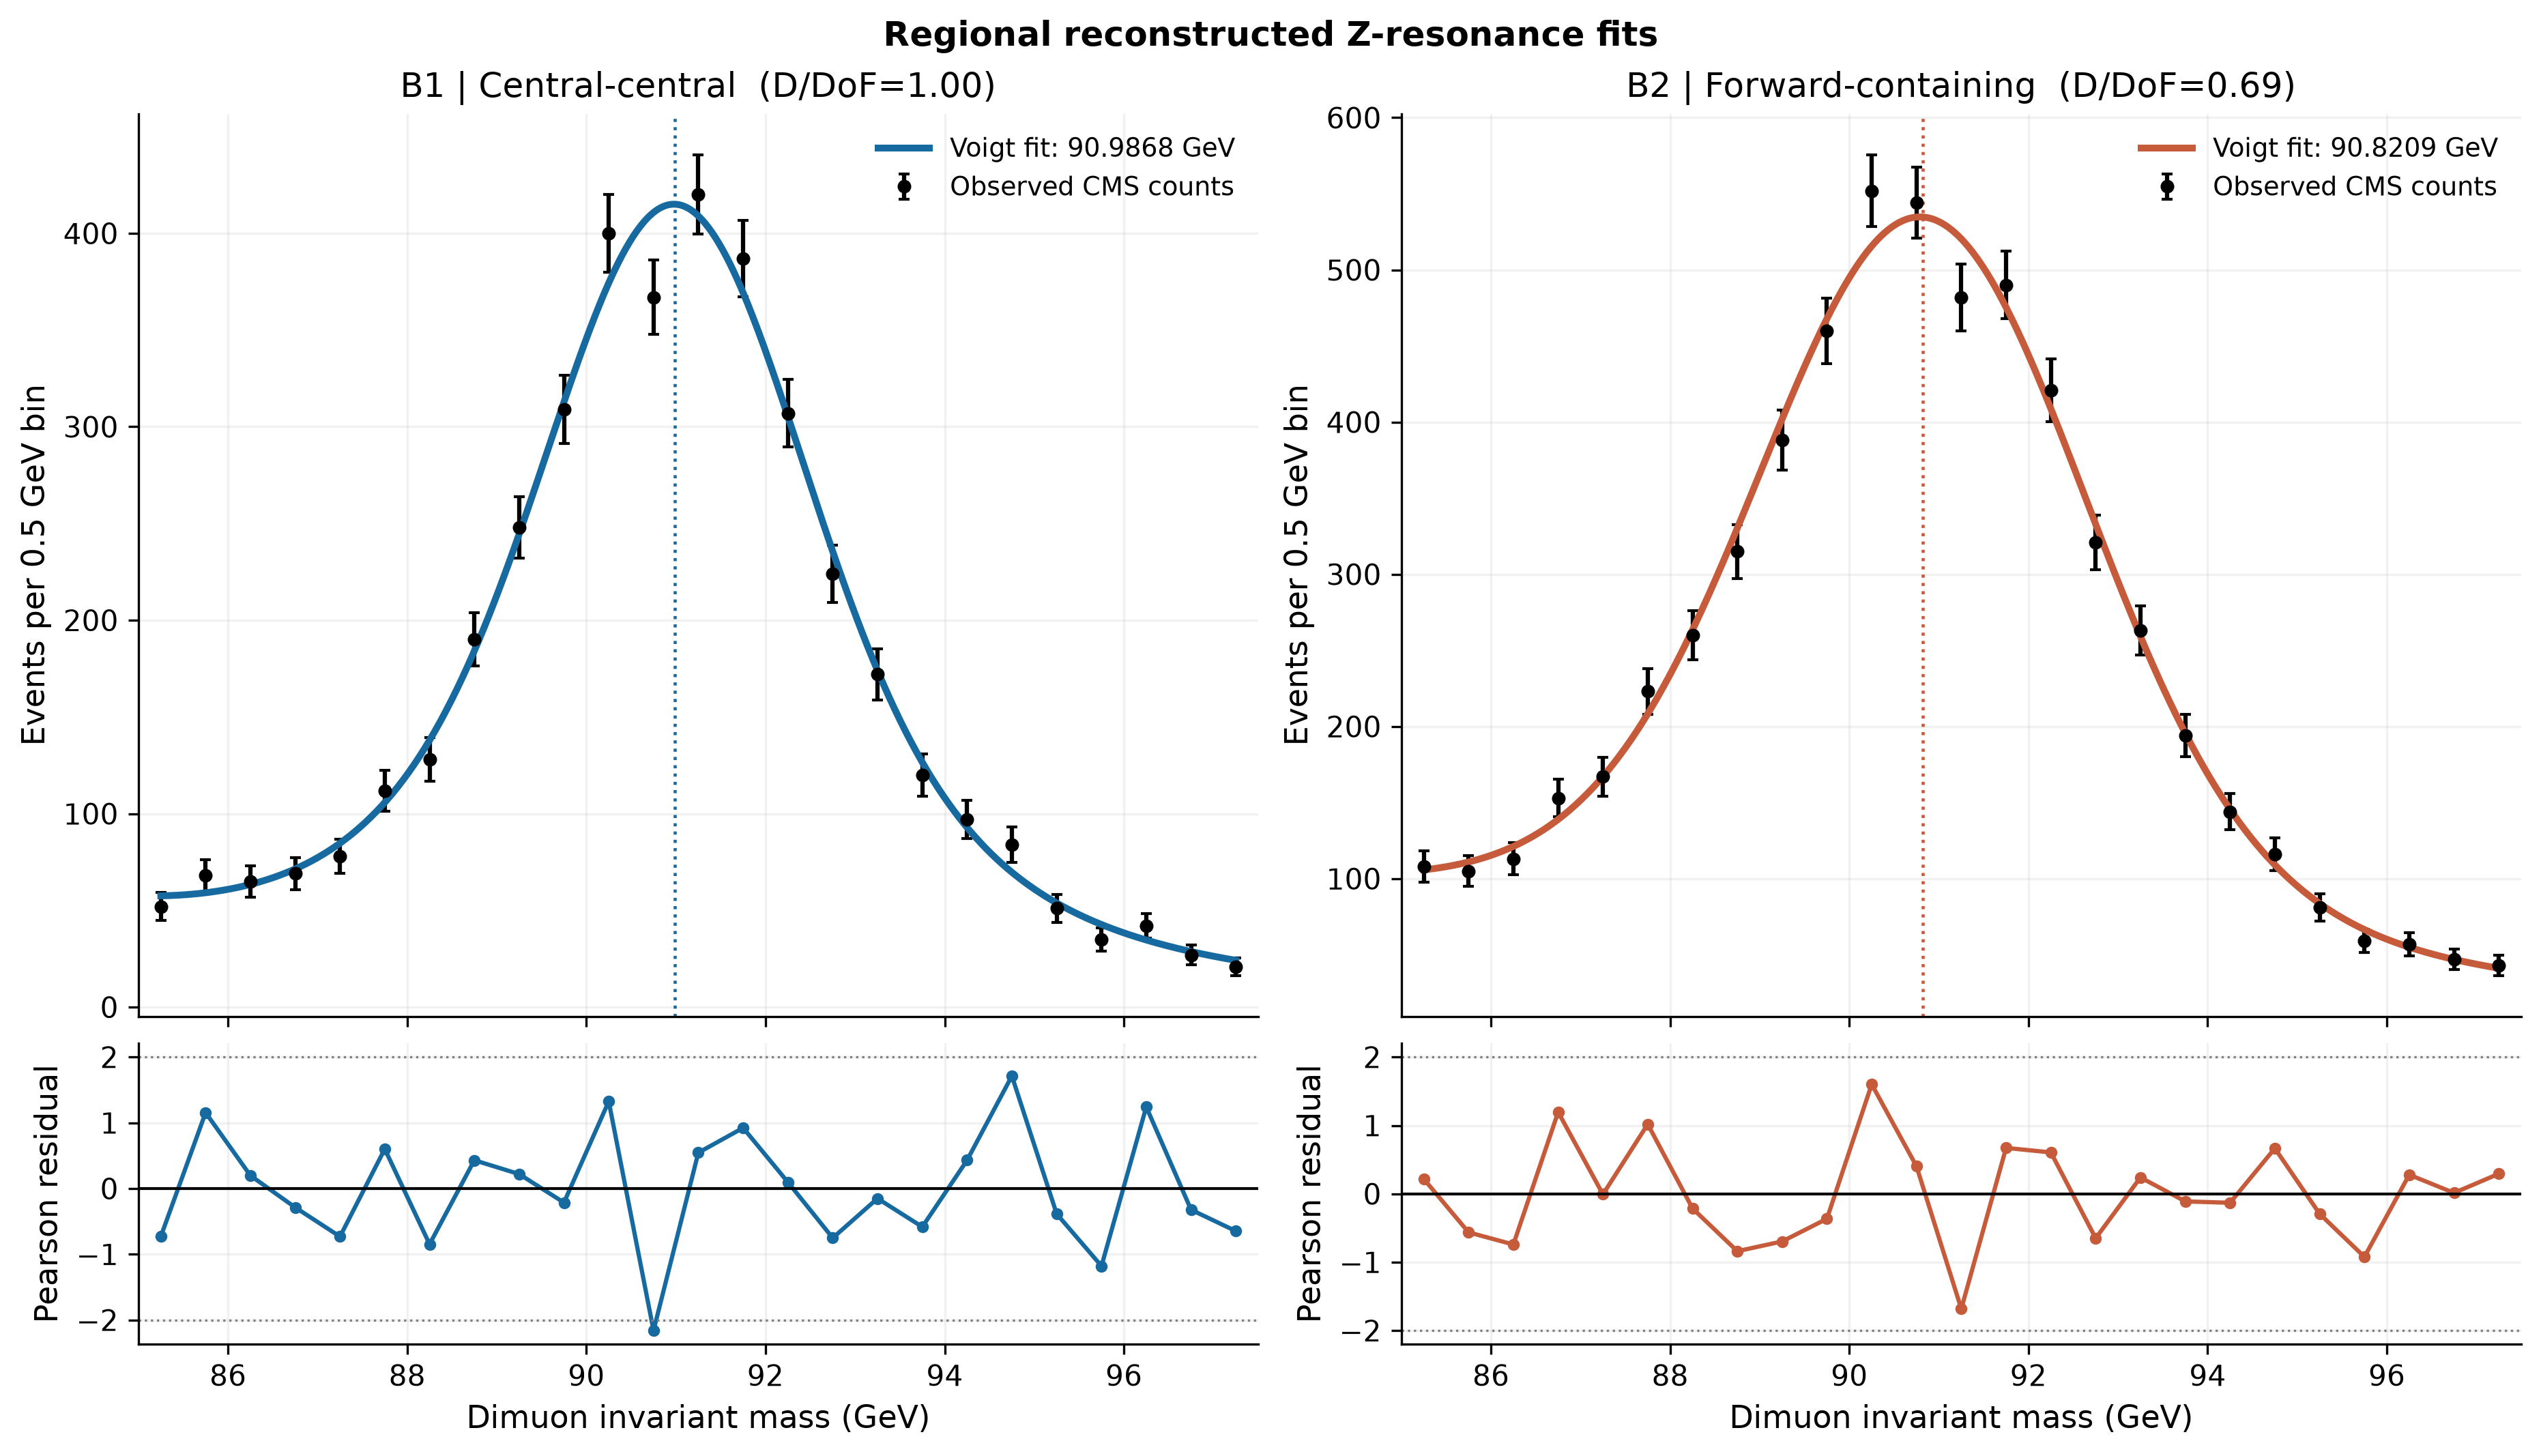 Regional reconstructed Z-resonance fits
B1 | Central-central (D/DoF=1.00)
Voigt fit: 90.9868 GeV
Observed CMS counts
Events per 0.5 GeV bin
400
300
200
100
0
B2 | Forward-containing (D/DoF=0.69)
Voigt fit: 90.8209 GeV
Observed CMS counts
Events per 0.5 GeV bin
600
500
400
300
200
100
Pearson residual
2
1
0
−1
−2
86 88 90 92 94 96
Dimuon invariant mass (GeV)
Pearson residual
2
1
0
−1
−2
86 88 90 92 94 96
Dimuon invariant mass (GeV)